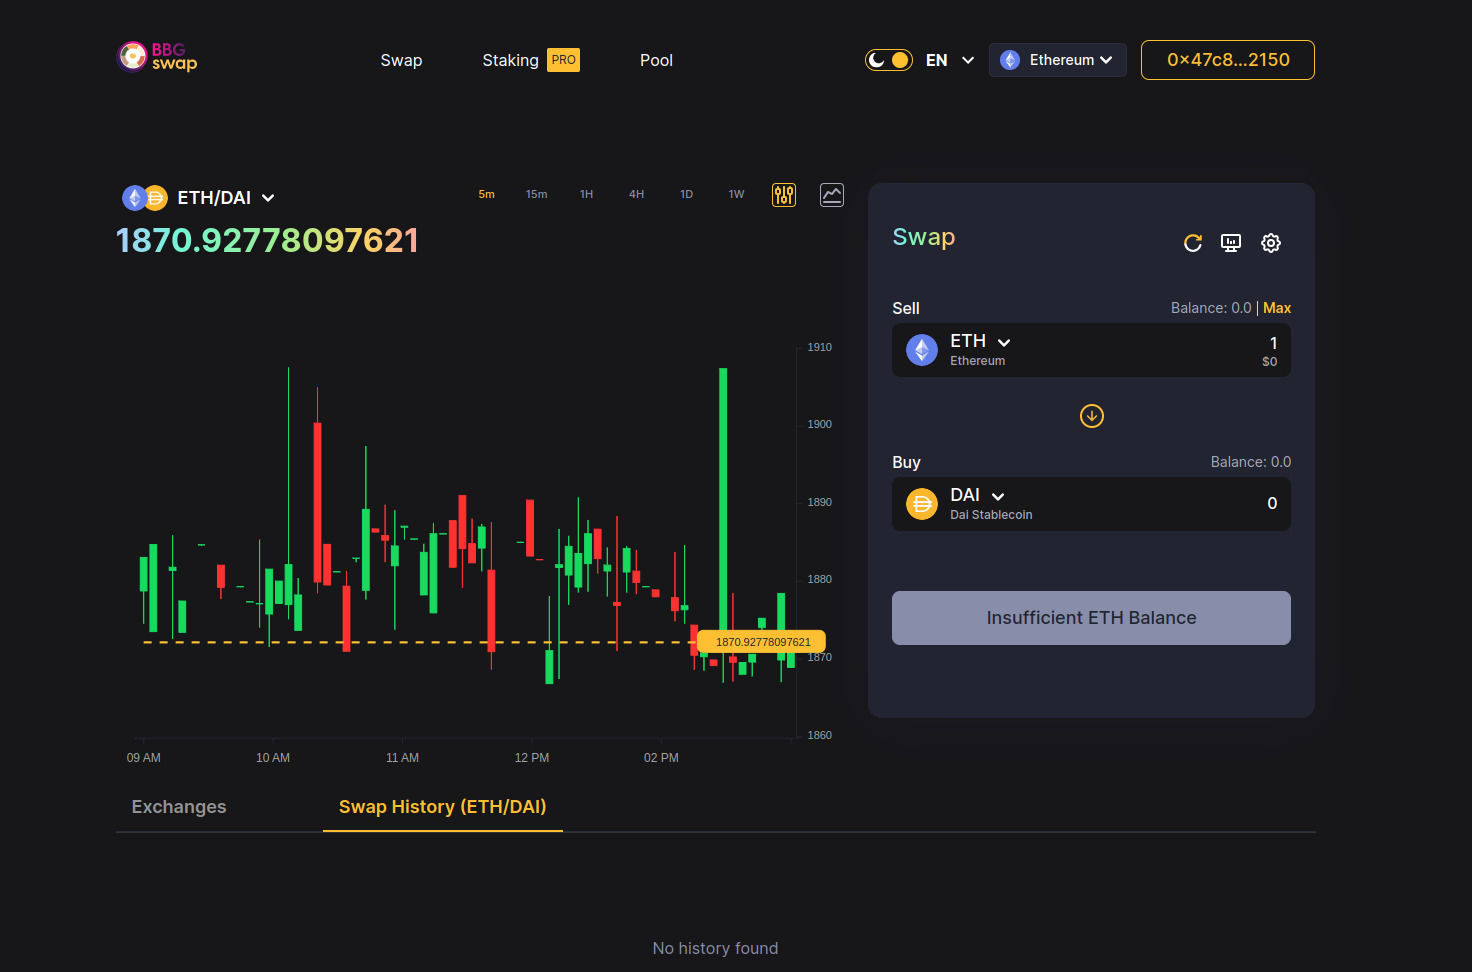 BBG
swap
Swap
Staking PRO
Pool
EN
Ethereum
0×47c8...2150
ETH/DAI
5m 15m 1H 4H 1D 1W
1870.92778097621
1910
1900
1890
1880
1870
1860
1870.92778097621
09 AM 10 AM 11 AM 12 PM 02 PM
Swap
Sell
Balance: 0.0 | Max
ETH
1
Ethereum
$0
Buy
Balance: 0.0
DAI
0
Dai Stablecoin
Insufficient ETH Balance
Exchanges
Swap History (ETH/DAI)
No history found